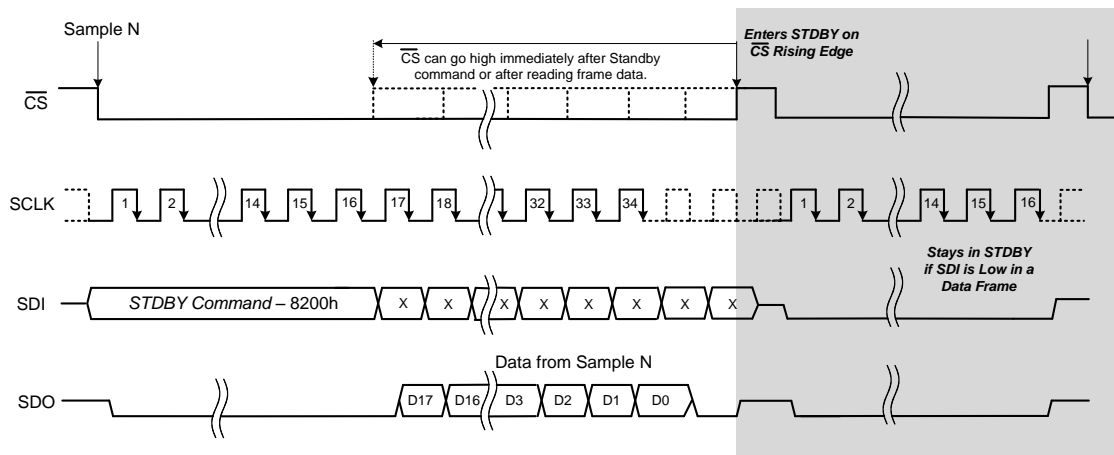 Sample N
Enters STDBY on
CS Rising Edge
CS can go high immediately after Standby
command or after reading frame data.
CS
SCLK
1 2 14 15 16 17 18 32 33 34 1 2 14 15 16
Stays in STDBY
if SDI is Low in a
Data Frame
SDI
STDBY Command – 8200h X X X X X X X X
Data from Sample N
SDO
D17 D16 D3 D2 D1 D0